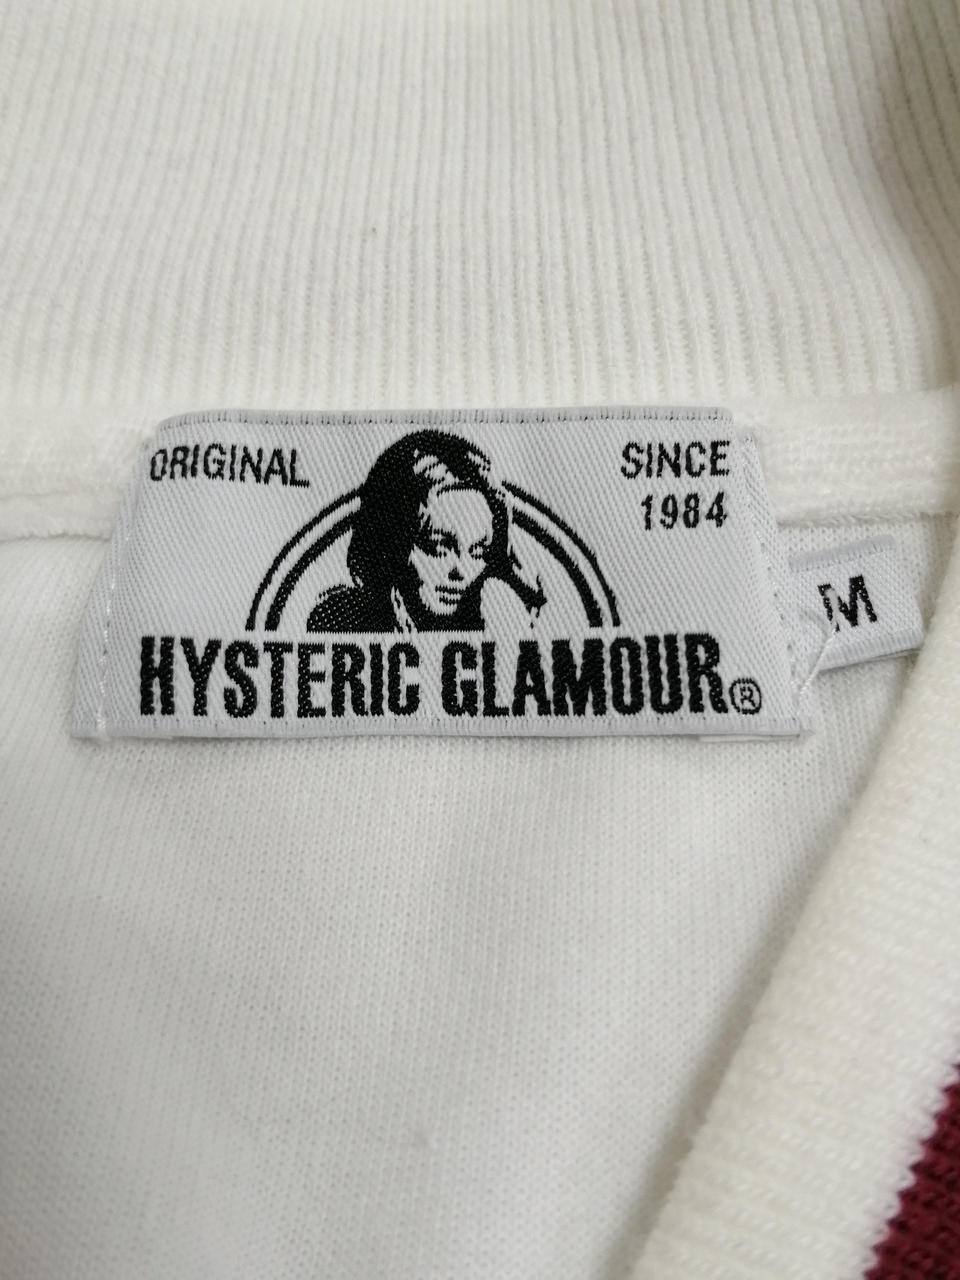 ORIGINAL
SINCE
1984
HYSTERIC GLAMOUR®
M